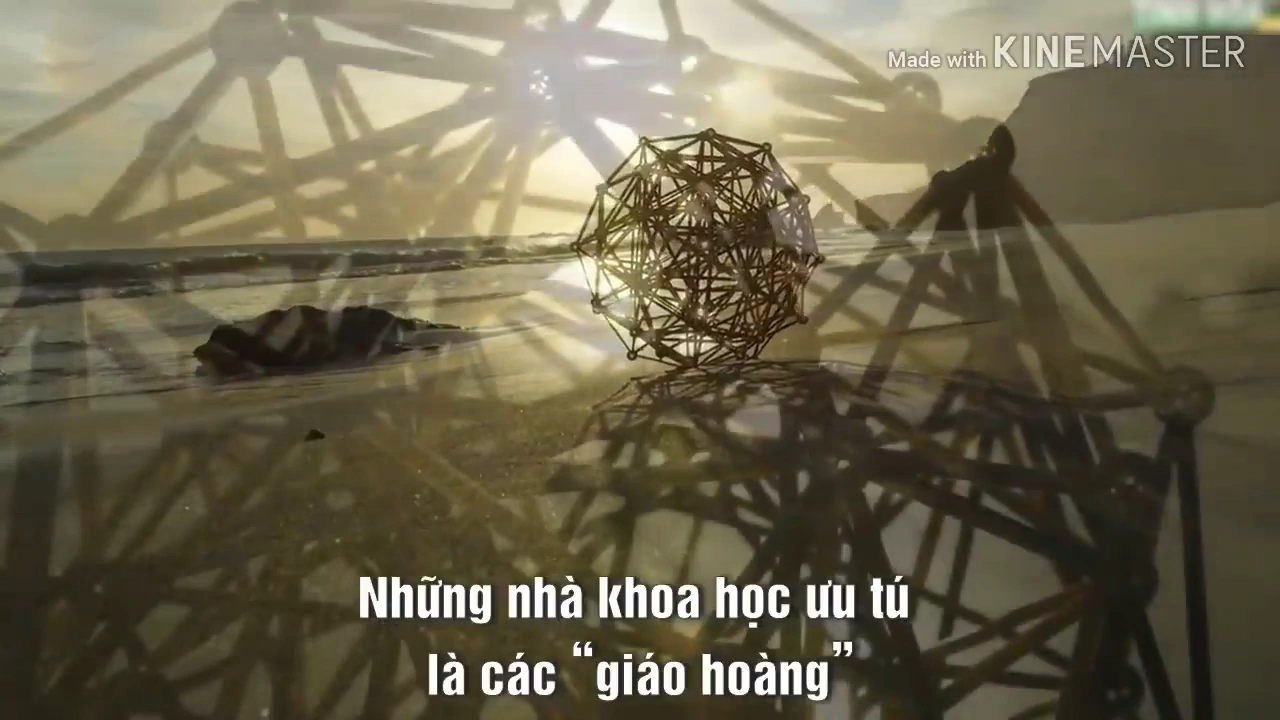 Made with KINEMASTER
Những nhà khoa học ưu tú
là các “giáo hoàng”